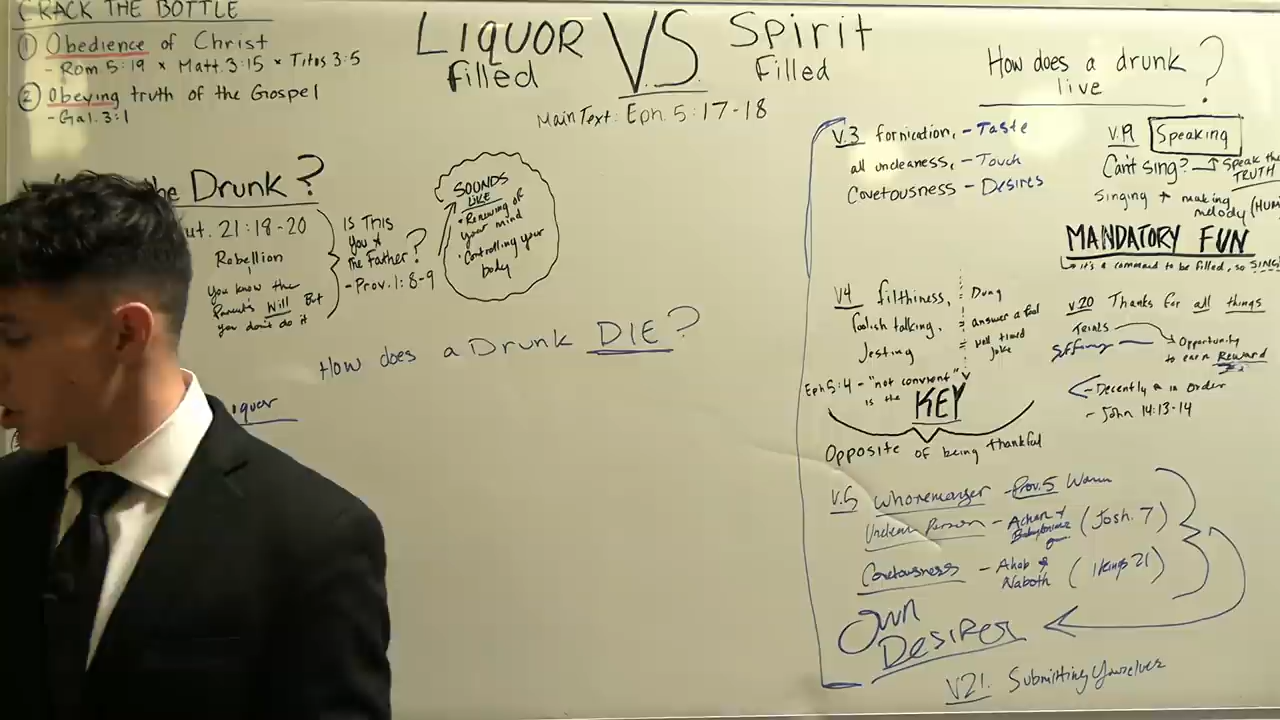 CRACK THE BOTTLE
① Obedience of Christ
- Rom 5:19 × Matt. 3:15 × Titos 3:5
② Obeying truth of the Gospel
- Gal. 3:1
LIQUOR VS Spirit
filled Filled
Main Text: Eph. 5:17-18
the Drunk?
ut. 21:18-20
Rebellion
You know the
Parent's Will But
you don't do it
Is This
You &
The Father?
- Prov. 1:8-9
SOUNDS
LIKE
• Renewing of
your mind
• Controlling your
body
How does a Drunk DIE?
iquor
How does a drunk
live?
V.3 fornication, - Taste
all uncleaness, - Touch
Covetousness - Desires
V4 filthiness, = Dung
foolish talking, = answer a fool
Jesting = well timed
joke
Eph 5:4 - "not convenient"
is the KEY
Opposite of being thankful
V.5 whoremonger - Prov. 5
Unclean Person - Achan & (Josh. 7)
Covetousness - Ahab &
Naboth (1 Kings 21)
Own
Desires
V.19 Speaking
Can't sing? → Speak the
TRUTH
Singing + making
melody
MANDATORY FUN
it's a command to be filled, so SING
V.20 Thanks for all things
Trials
Suffering
Opportunity
to earn Reward
- Decently & in order
- John 14:13-14
V21. Submitting Yourselves